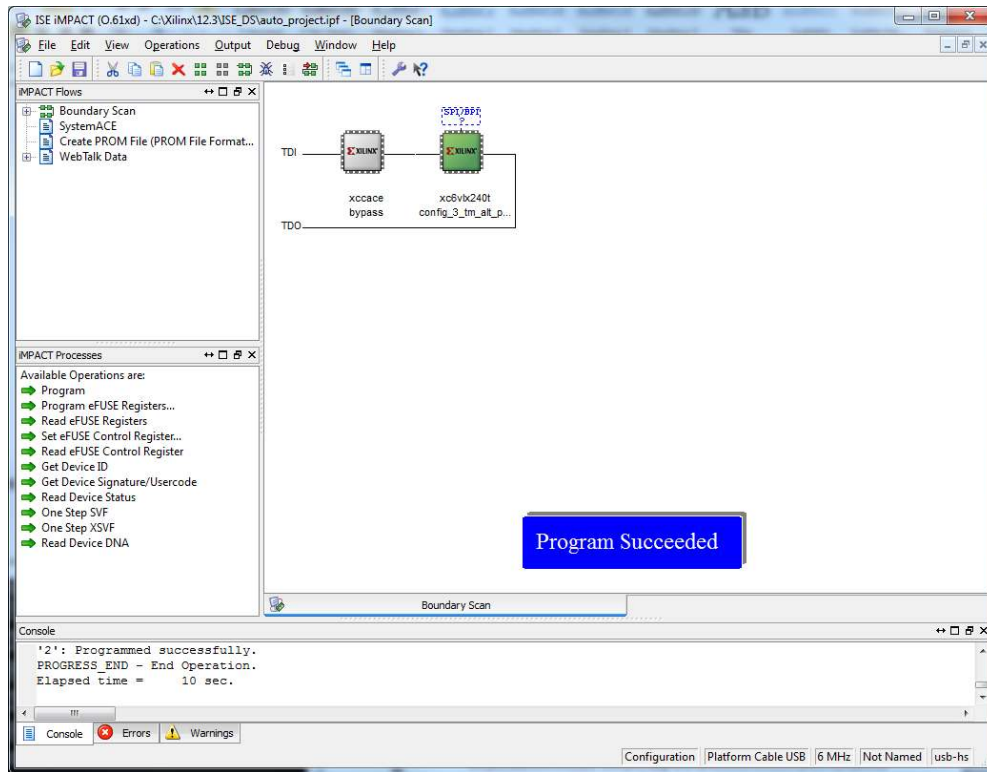 ISE iMPACT (O.61xd) - C:\Xilinx\12.3\ISE_DS\auto_project.ipf - [Boundary Scan]
File Edit View Operations Output Debug Window Help
iMPACT Flows
Boundary Scan
SystemACE
Create PROM File (PROM File Format...
WebTalk Data
SPI/BPI
?
TDI
XILINX
XILINX
xccace
bypass
xc6vlx240t
config_3_tm_alt_p...
TDO
iMPACT Processes
Available Operations are:
Program
Program eFUSE Registers...
Read eFUSE Registers
Set eFUSE Control Register...
Read eFUSE Control Register
Get Device ID
Get Device Signature/Usercode
Read Device Status
One Step SVF
One Step XSVF
Read Device DNA
Program Succeeded
Boundary Scan
Console
'2': Programmed successfully.
PROGRESS_END - End Operation.
Elapsed time =     10 sec.
Console Errors Warnings
Configuration Platform Cable USB 6 MHz Not Named usb-hs